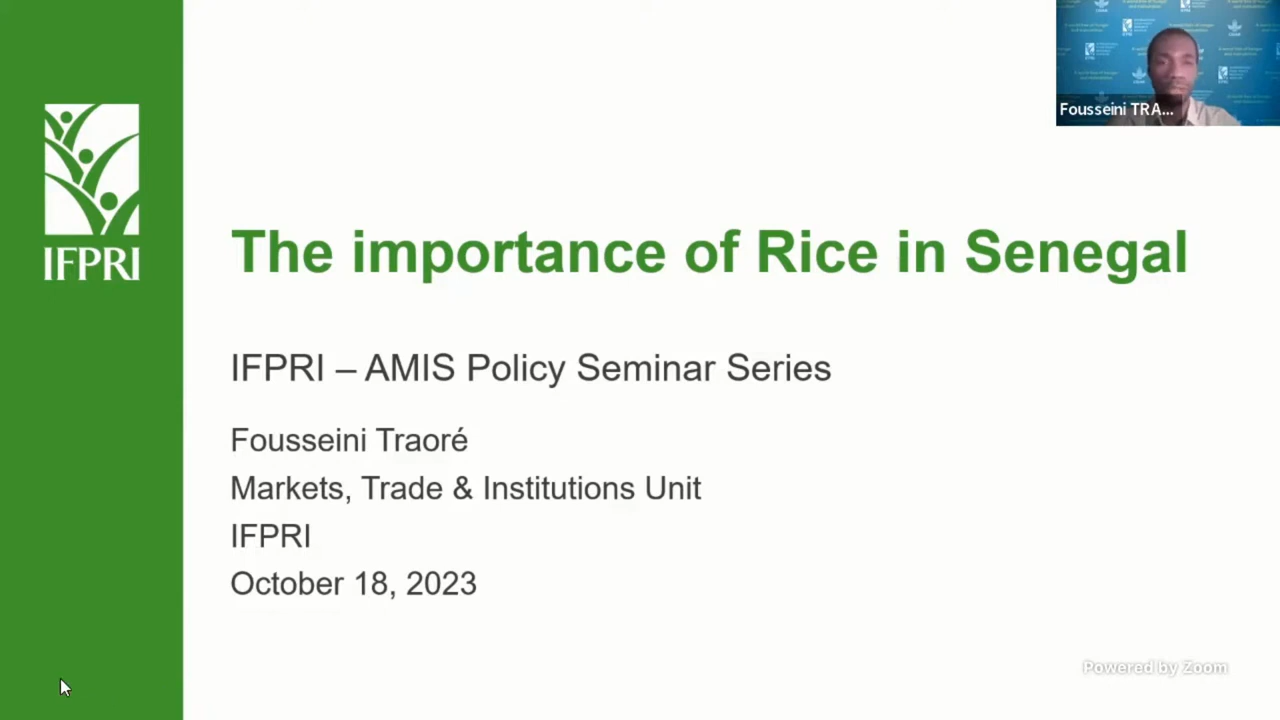 Fousseini TRA...
IFPRI
The importance of Rice in Senegal
IFPRI – AMIS Policy Seminar Series
Fousseini Traoré
Markets, Trade & Institutions Unit
IFPRI
October 18, 2023
Powered by Zoom